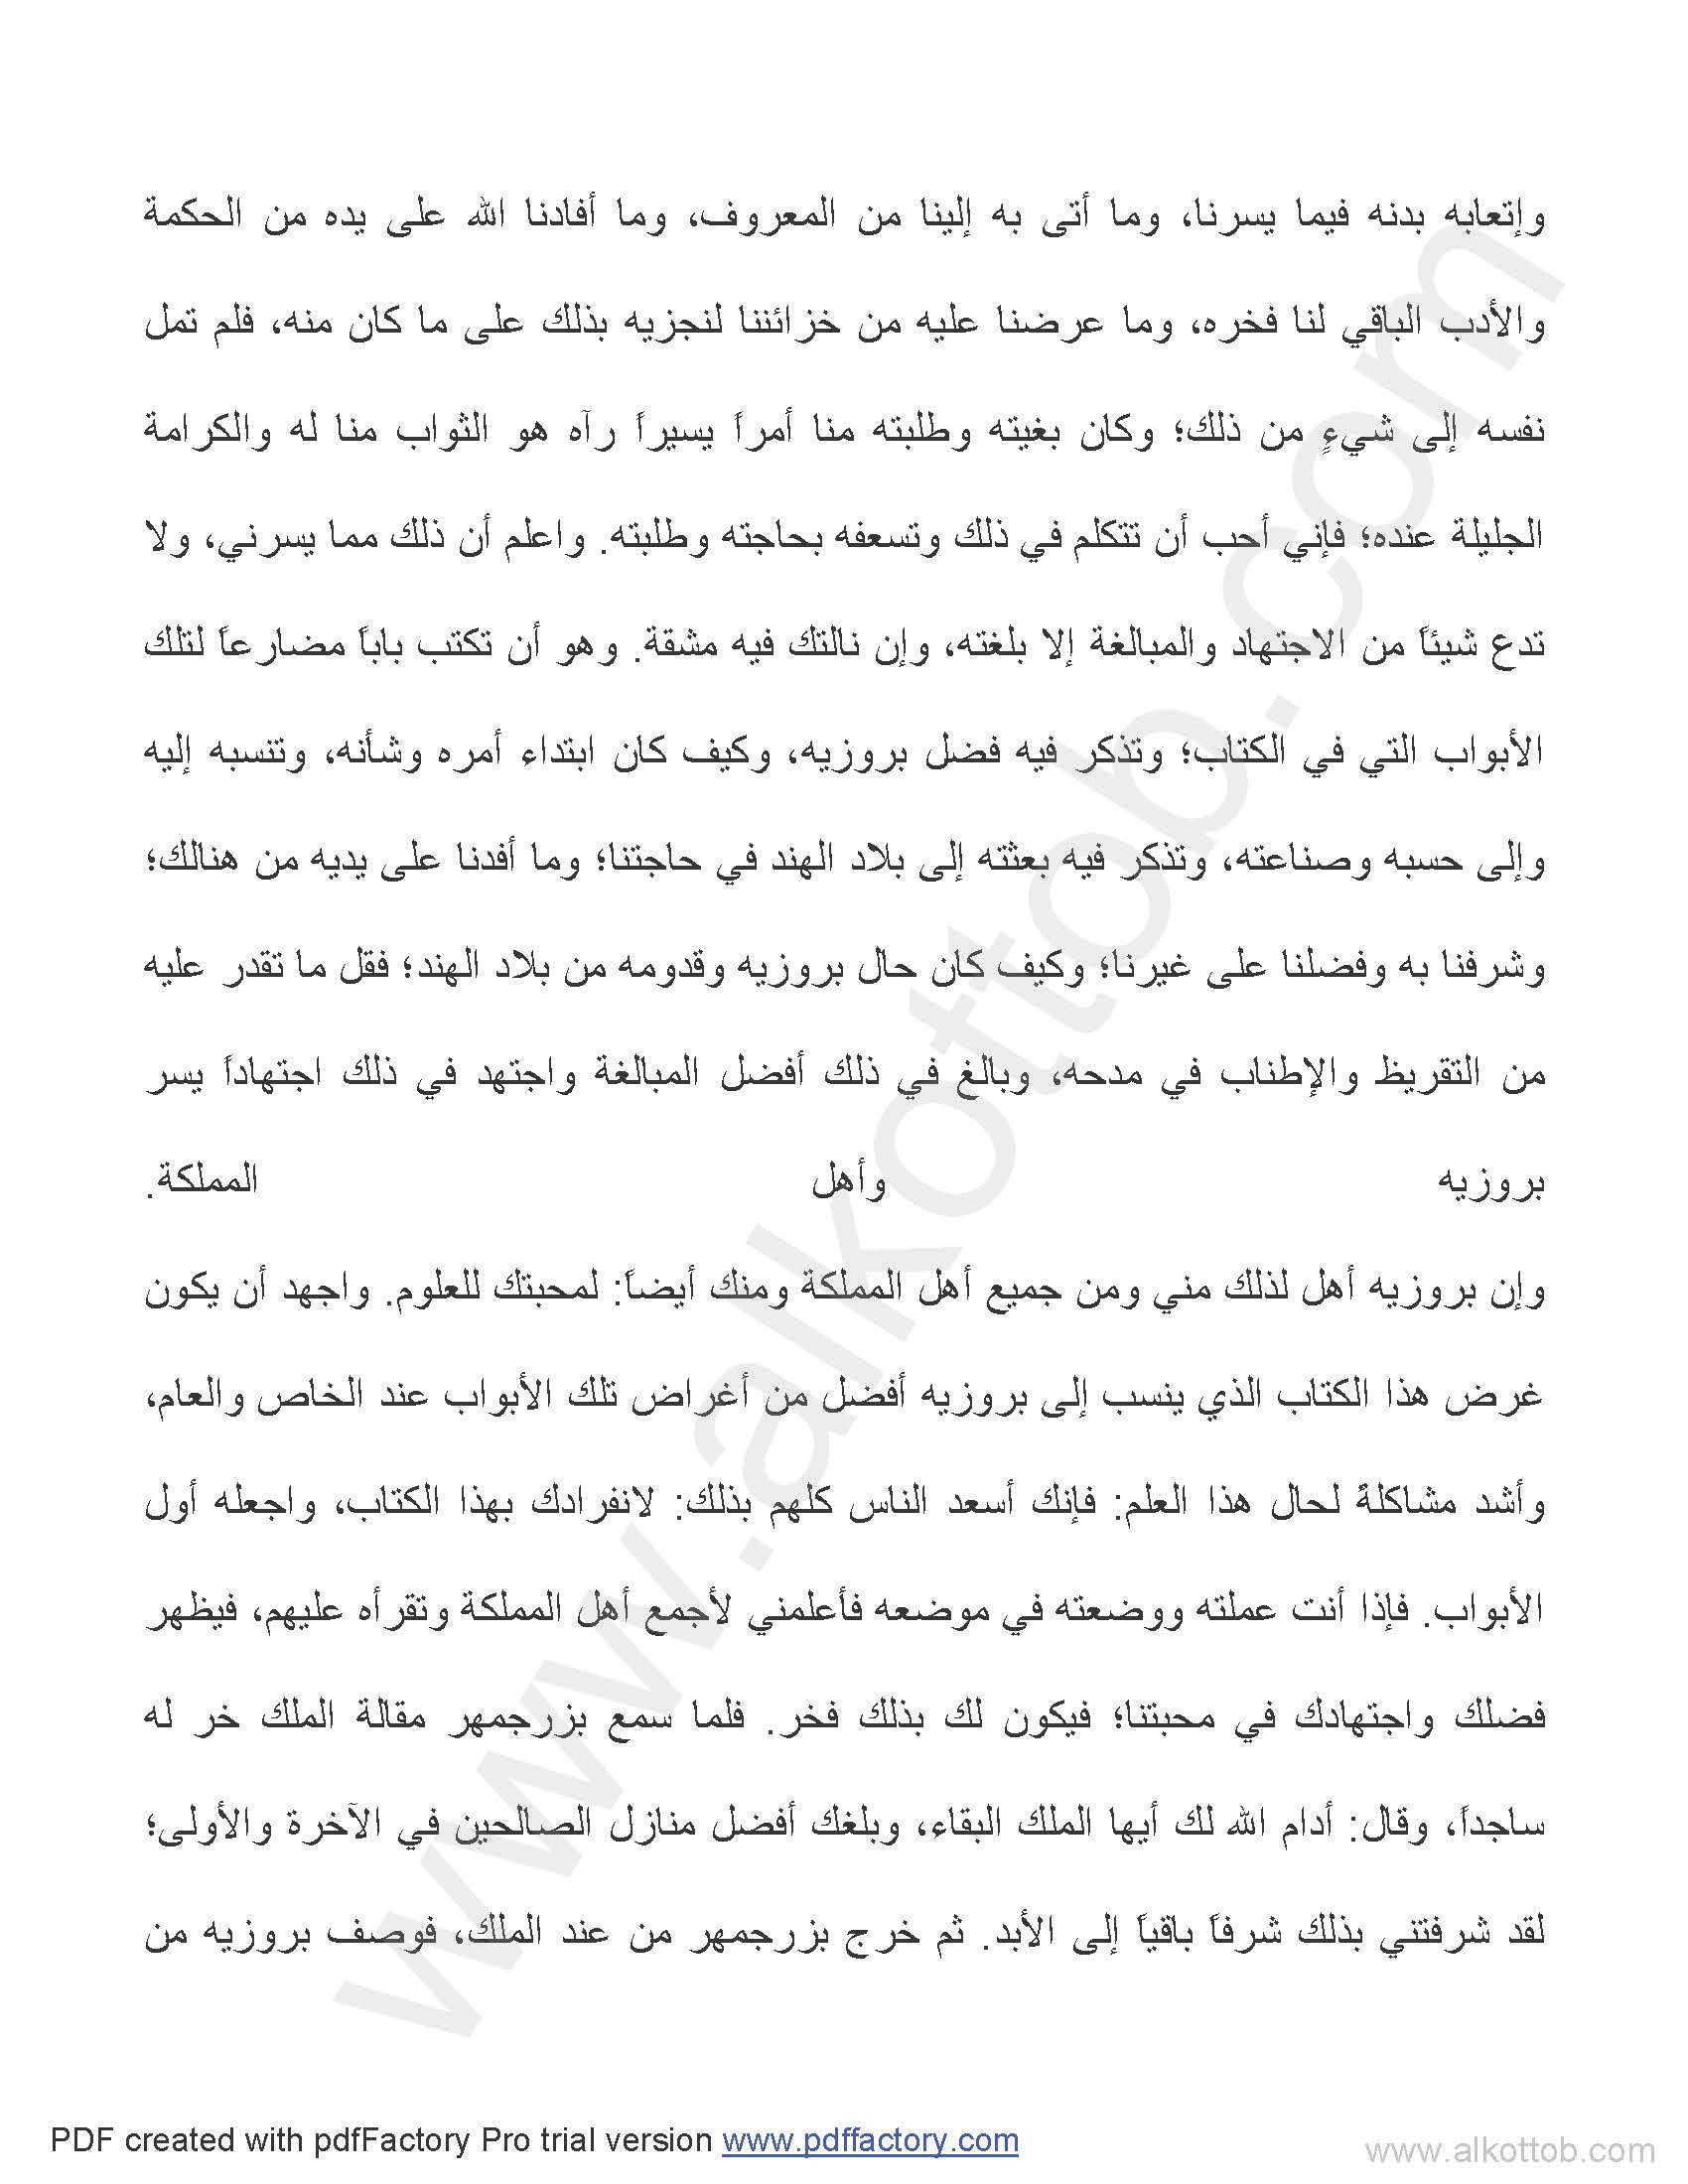 وإتعابه بدنه فيما يسرنا، وما أتى به إلينا من المعروف، وما أفادنا الله على يده من الحكمة
والأدب الباقي لنا فخره، وما عرضنا عليه من خزائننا لنجزيه بذلك على ما كان منه، فلم تمل
نفسه إلى شيءٍ من ذلك؛ وكان بغيته وطلبته منا أمراً يسيراً رآه هو الثواب منا له والكرامة
الجليلة عنده؛ فإني أحب أن تتكلم في ذلك وتسعفه بحاجته وطلبته. واعلم أن ذلك مما يسرني، ولا
تدع شيئاً من الاجتهاد والمبالغة إلا بلغته، وإن نالتك فيه مشقة. وهو أن تكتب باباً مضارعاً لتلك
الأبواب التي في الكتاب؛ وتذكر فيه فضل بروزيه، وكيف كان ابتداء أمره وشأنه، وتنسبه إليه
وإلى حسبه وصناعته، وتذكر فيه بعثته إلى بلاد الهند في حاجتنا؛ وما أفدنا على يديه من هنالك؛
وشرفنا به وفضلنا على غيرنا؛ وكيف كان حال بروزيه وقدومه من بلاد الهند؛ فقل ما تقدر عليه
من التقريظ والإطناب في مدحه، وبالغ في ذلك أفضل المبالغة واجتهد في ذلك اجتهاداً يسر
بروزيه وأهل المملكة.
وإن بروزيه أهل لذلك مني ومن جميع أهل المملكة ومنك أيضاً: لمحبتك للعلوم. واجهد أن يكون
غرض هذا الكتاب الذي ينسب إلى بروزيه أفضل من أغراض تلك الأبواب عند الخاص والعام،
وأشد مشاكلةً لحال هذا العلم: فإنك أسعد الناس كلهم بذلك: لانفرادك بهذا الكتاب، واجعله أول
الأبواب. فإذا أنت عملته ووضعته في موضعه فأعلمني لأجمع أهل المملكة وتقرأه عليهم، فيظهر
فضلك واجتهادك في محبتنا؛ فيكون لك بذلك فخر. فلما سمع بزرجمهر مقالة الملك خر له
ساجداً، وقال: أدام الله لك أيها الملك البقاء، وبلغك أفضل منازل الصالحين في الآخرة والأولى؛
لقد شرفتني بذلك شرفاً باقياً إلى الأبد. ثم خرج بزرجمهر من عند الملك، فوصف بروزيه من
www.alkottob.com
PDF created with pdfFactory Pro trial version www.pdffactory.com
www.alkottob.com